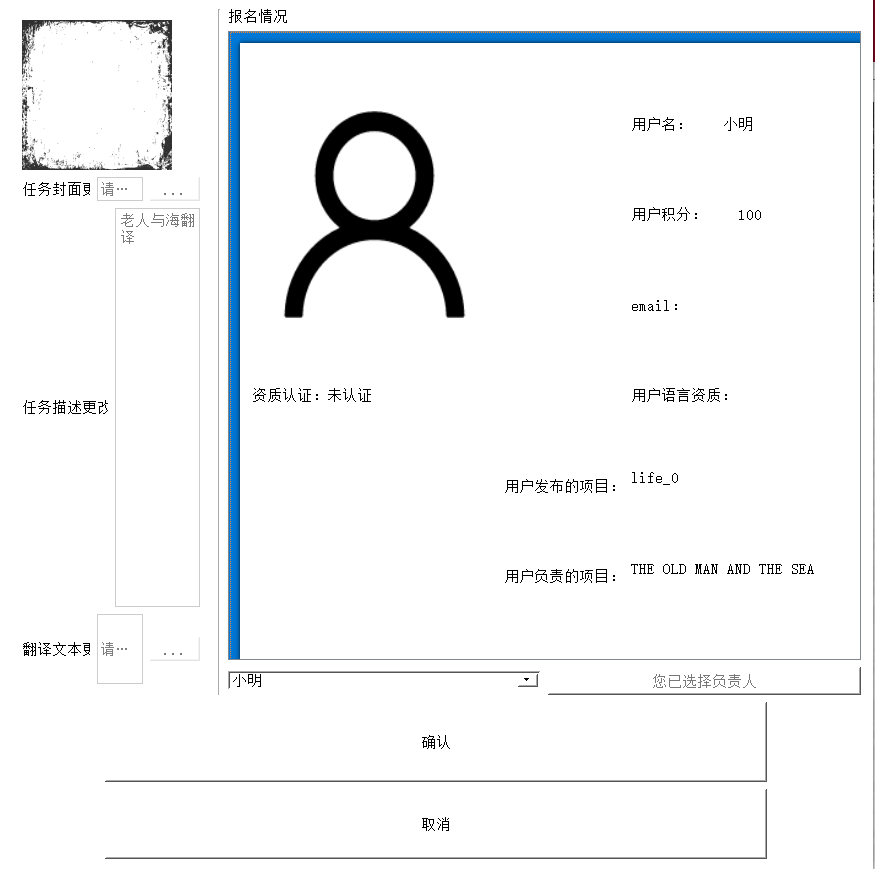 报名情况
任务封面更
请…
...
老人与海翻
译
任务描述更改
翻译文本更
请…
...
用户名： 小明
用户积分： 100
email：
资质认证：未认证
用户语言资质：
用户发布的项目： life_0
用户负责的项目： THE OLD MAN AND THE SEA
小明
您已选择负责人
确认
取消